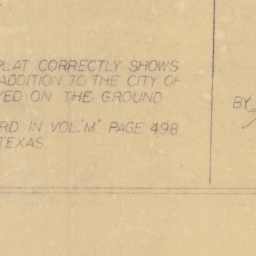 PLAT CORRECTLY SHOWS
ADDITION TO THE CITY OF
YED ON THE GROUND
BY
RD IN VOL."M" PAGE 498
TEXAS.